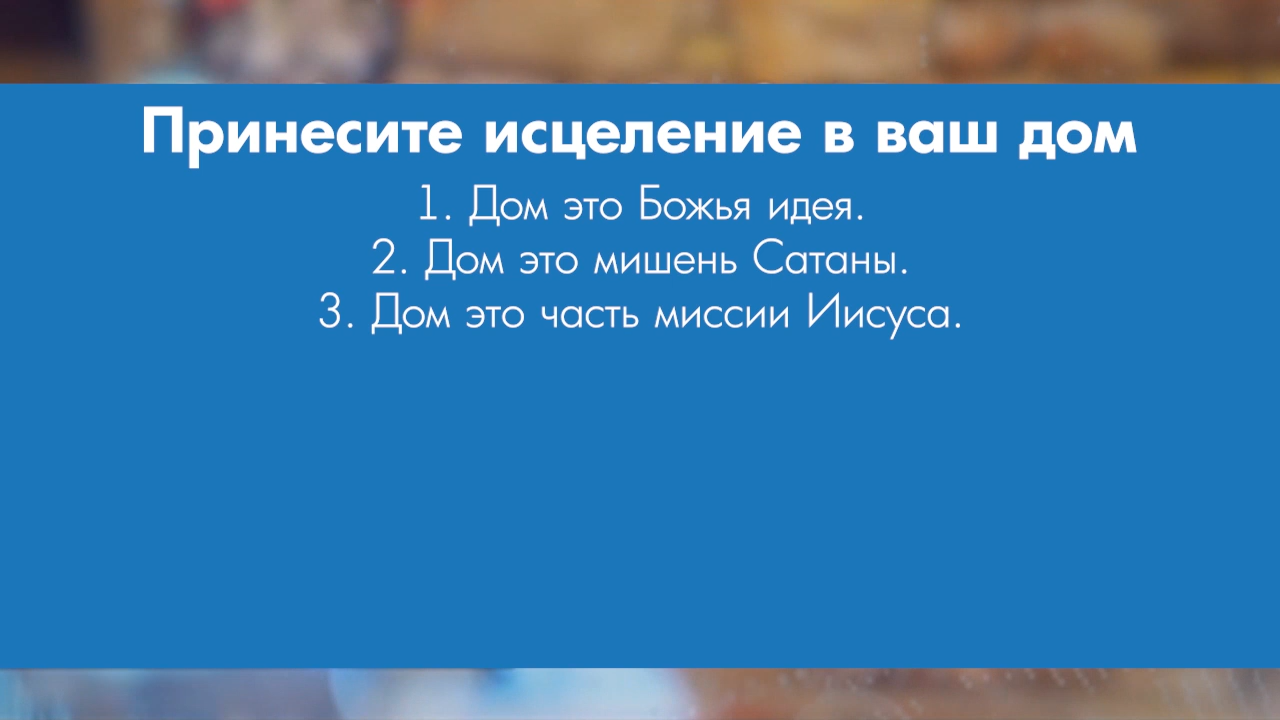 Принесите исцеление в ваш дом
1. Дом это Божья идея.
2. Дом это мишень Сатаны.
3. Дом это часть миссии Иисуса.